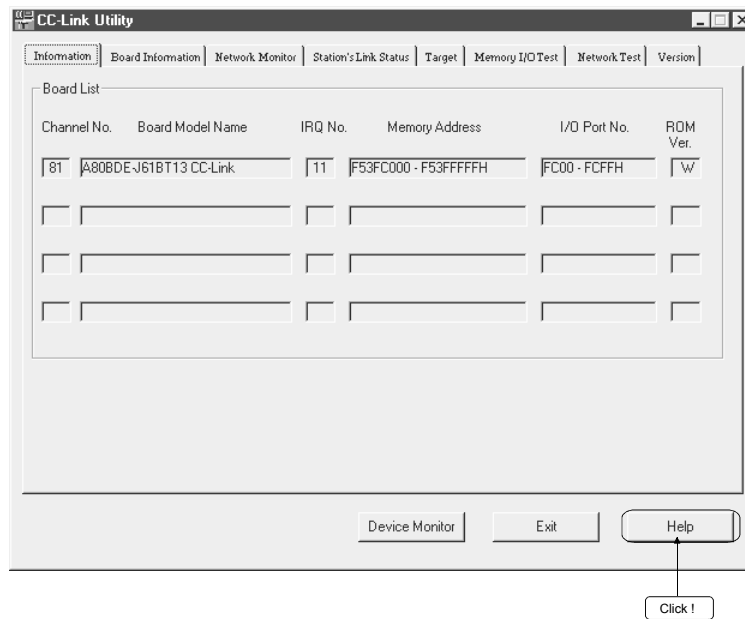 CC-Link Utility
Information Board Information Network Monitor Station's Link Status Target Memory I/O Test Network Test Version
Board List
Channel No. Board Model Name IRQ No. Memory Address I/O Port No. ROM Ver.
81 A80BDE-J61BT13 CC-Link 11 F53FC000 - F53FFFFFH FC00 - FCFFH W
Device Monitor Exit Help
Click !